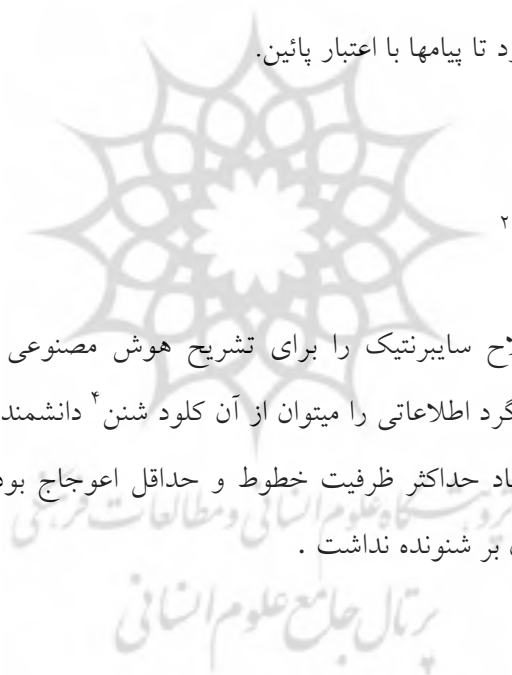 د تا پیامها با اعتبار پائین.
۲
لاح سایبرنتیک را برای تشریح هوش مصنوعی
گرد اطلاعاتی را میتوان از آن کلود شنن۴ دانشمند
اد حداکثر ظرفیت خطوط و حداقل اعوجاج بود
پژوهشگاه علوم انسانی و مطالعات فرهنگی
بر شنونده نداشت .
پرتال جامع علوم انسانی